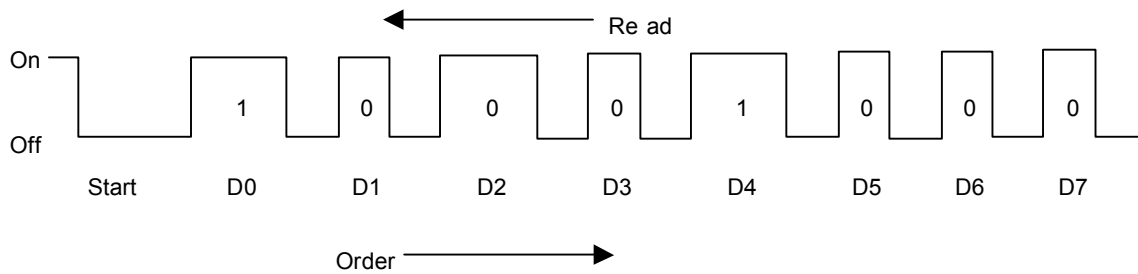 Re ad
On
1 0 0 0 1 0 0 0
Off
Start D0 D1 D2 D3 D4 D5 D6 D7
Order